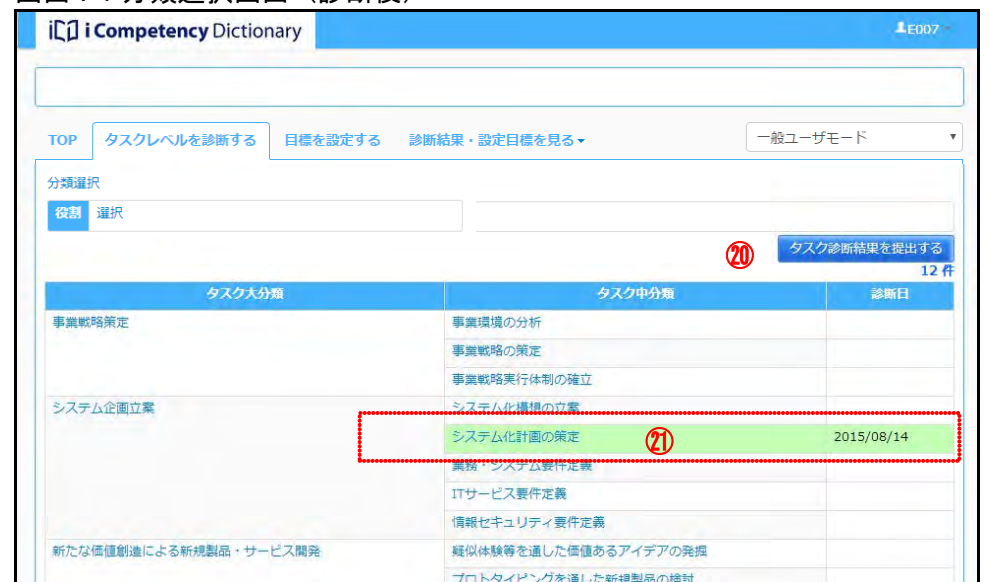 i Competency Dictionary
E007
TOP タスクレベルを診断する 目標を設定する 診断結果・設定目標を見る 一般ユーザモード
分類選択
役割 選択
⑳ タスク診断結果を提出する
12 件
タスク大分類 タスク中分類 診断日
事業戦略策定 事業環境の分析
事業戦略の策定
事業戦略実行体制の確立
システム企画立案 システム化構想の立案
システム化計画の策定 ㉑ 2015/08/14
業務・システム要件定義
ITサービス要件定義
情報セキュリティ要件定義
新たな価値創造による新規製品・サービス開発 疑似体験等を通した価値あるアイデアの発掘
プロトタイピングを通した新規製品の検討